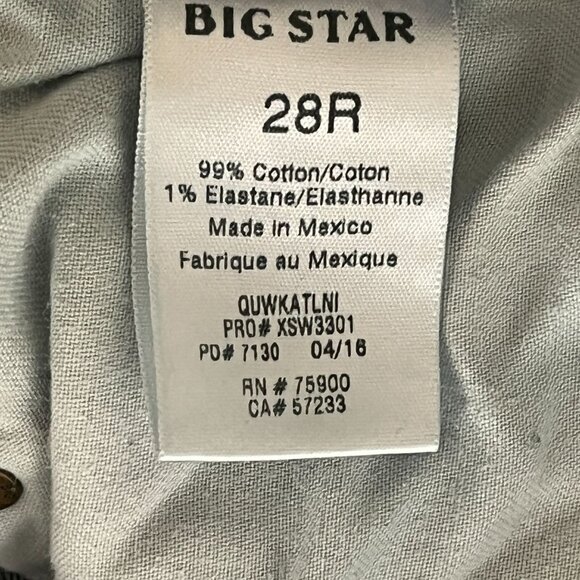 BIG STAR
28R
99% Cotton/Coton
1% Elastane/Elasthanne
Made in Mexico
Fabrique au Mexique
QUWKATLNI
PRO# XSW3301
PO# 7130 04/16
RN # 75900
CA# 57233